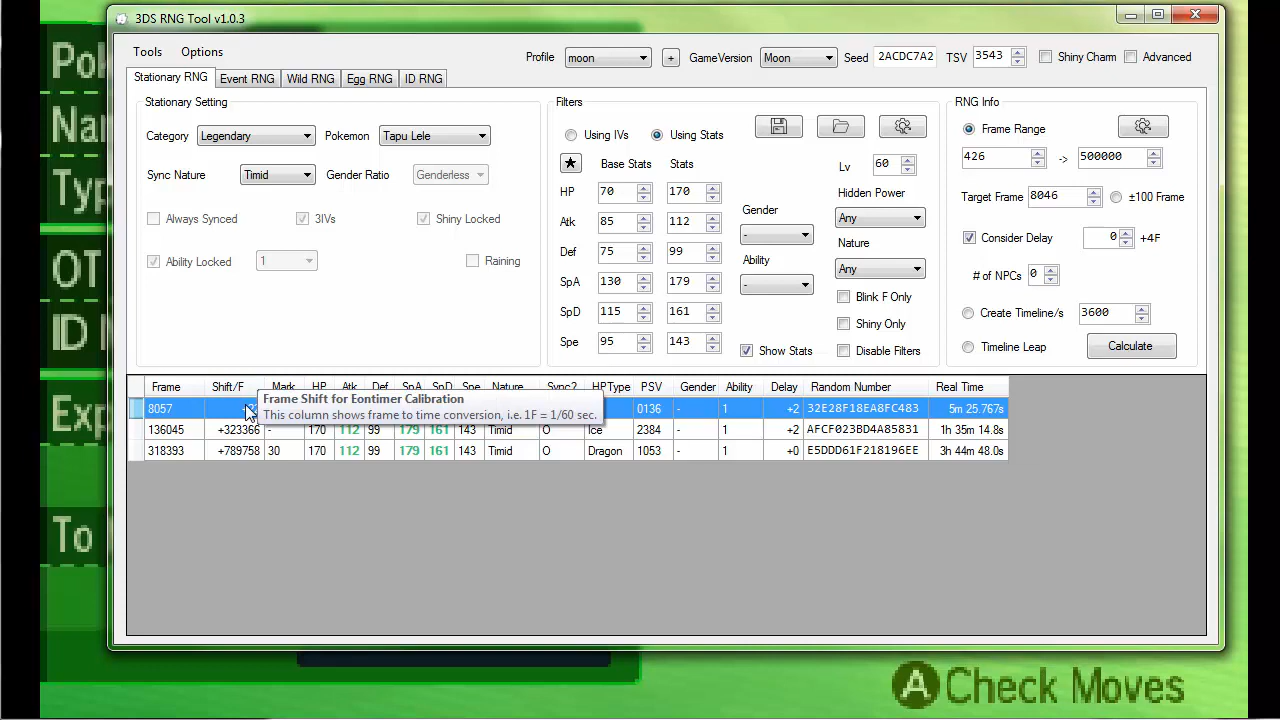 3DS RNG Tool v1.0.3
Tools Options
Profile moon + GameVersion Moon Seed 2ACDC7A2 TSV 3543 Shiny Charm Advanced
Stationary RNG Event RNG Wild RNG Egg RNG ID RNG
Stationary Setting
Category Legendary Pokemon Tapu Lele
Sync Nature Timid Gender Ratio Genderless
Always Synced 3IVs Shiny Locked
Ability Locked 1 Raining
Filters
Using IVs Using Stats
★ Base Stats Stats Lv 60
HP 70 170
Atk 85 112
Def 75 99
SpA 130 179
SpD 115 161
Spe 95 143
Gender
-
Ability
-
Show Stats
Hidden Power
Any
Nature
Any
Blink F Only
Shiny Only
Disable Filters
RNG Info
Frame Range
426 -> 500000
Target Frame 8046 ±100 Frame
Consider Delay 0 +4F
# of NPCs 0
Create Timeline/s 3600
Timeline Leap Calculate
Frame Shift/F Mark HP Atk Def SpA SpD Spe Nature Sync? HPType PSV Gender Ability Delay Random Number Real Time
8057 0136 - 1 +2 32E28F18EA8FC483 5m 25.767s
Frame Shift for Eontimer Calibration
This column shows frame to time conversion, i.e. 1F = 1/60 sec.
136045 +323366 - 170 112 99 179 161 143 Timid O Ice 2384 - 1 +2 AFCF023BD4A85831 1h 35m 14.8s
318393 +789758 30 170 112 99 179 161 143 Timid O Dragon 1053 - 1 +0 E5DDD61F218196EE 3h 44m 48.0s
Pok
Nam
Typ
OT
ID N
Exp
To
A Check Moves